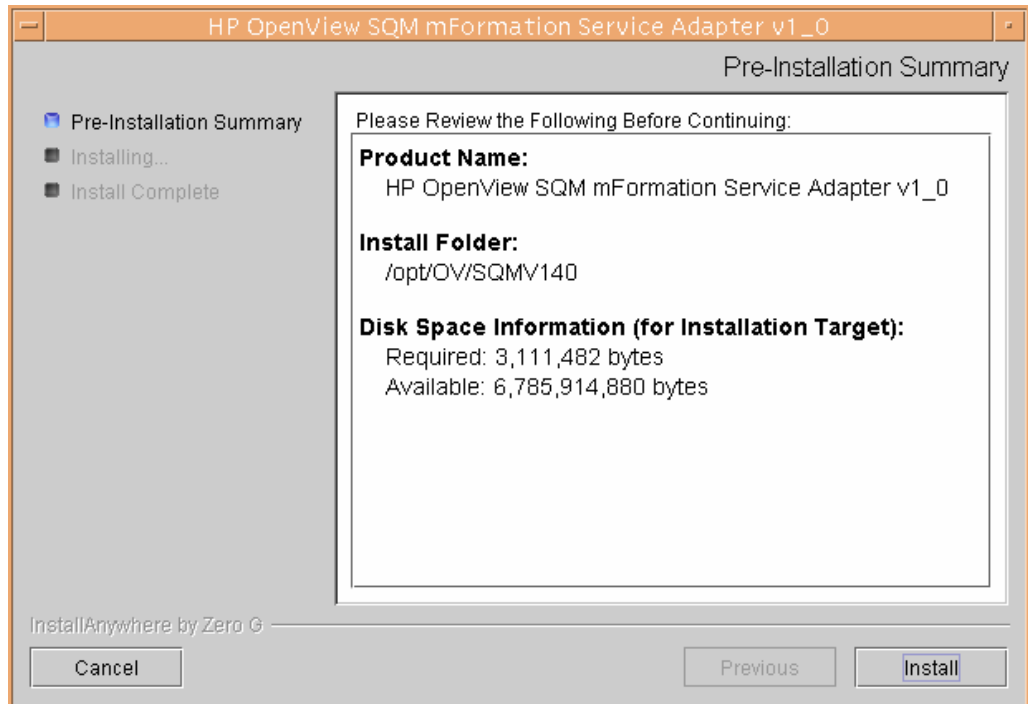 HP OpenView SQM mFormation Service Adapter v1_0
Pre-Installation Summary
Pre-Installation Summary
Installing...
Install Complete
Please Review the Following Before Continuing:
Product Name:
HP OpenView SQM mFormation Service Adapter v1_0
Install Folder:
/opt/OV/SQMV140
Disk Space Information (for Installation Target):
Required: 3,111,482 bytes
Available: 6,785,914,880 bytes
InstallAnywhere by Zero G
Cancel
Previous
Install